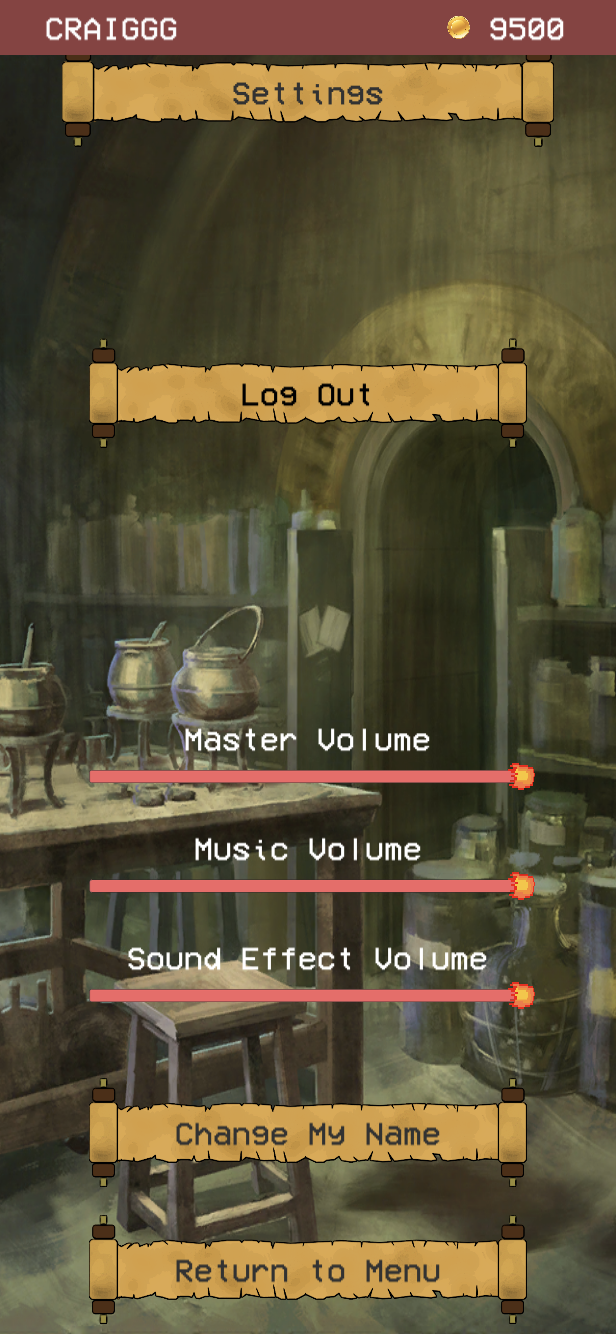 CRAIGGG 9500
Settings
Log Out
Master Volume
Music Volume
Sound Effect Volume
Change My Name
Return to Menu